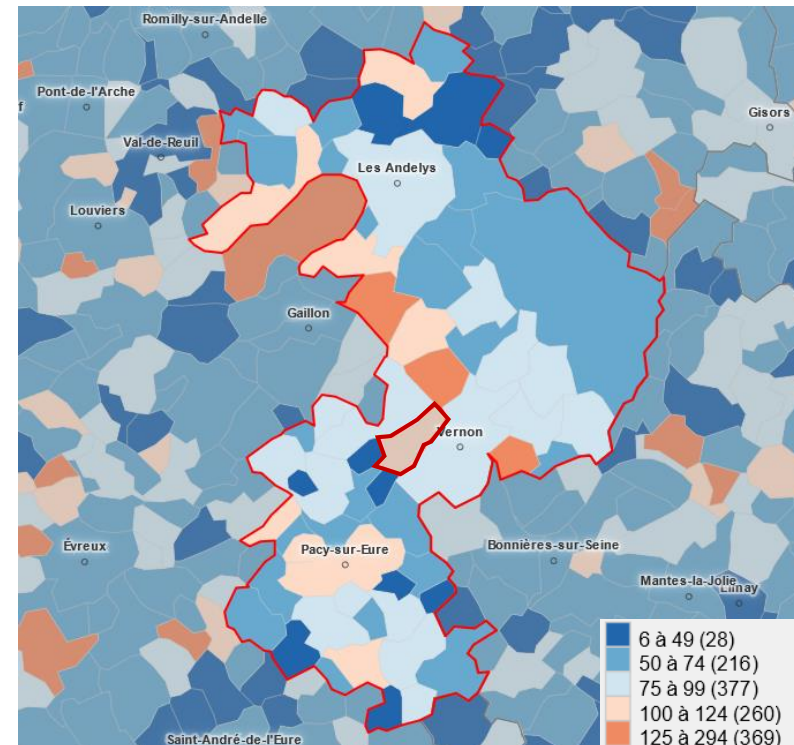 Romilly-sur-Andelle
Pont-de-l'Arche
f
Gisors
Val-de-Reuil
Les Andelys
Louviers
Gaillon
Vernon
Évreux
Pacy-sur-Eure
Bonnières-sur-Seine
Mantes-la-Jolie
Saint-André-de-l'Eure
6 à 49 (28)
50 à 74 (216)
75 à 99 (377)
100 à 124 (260)
125 à 294 (369)